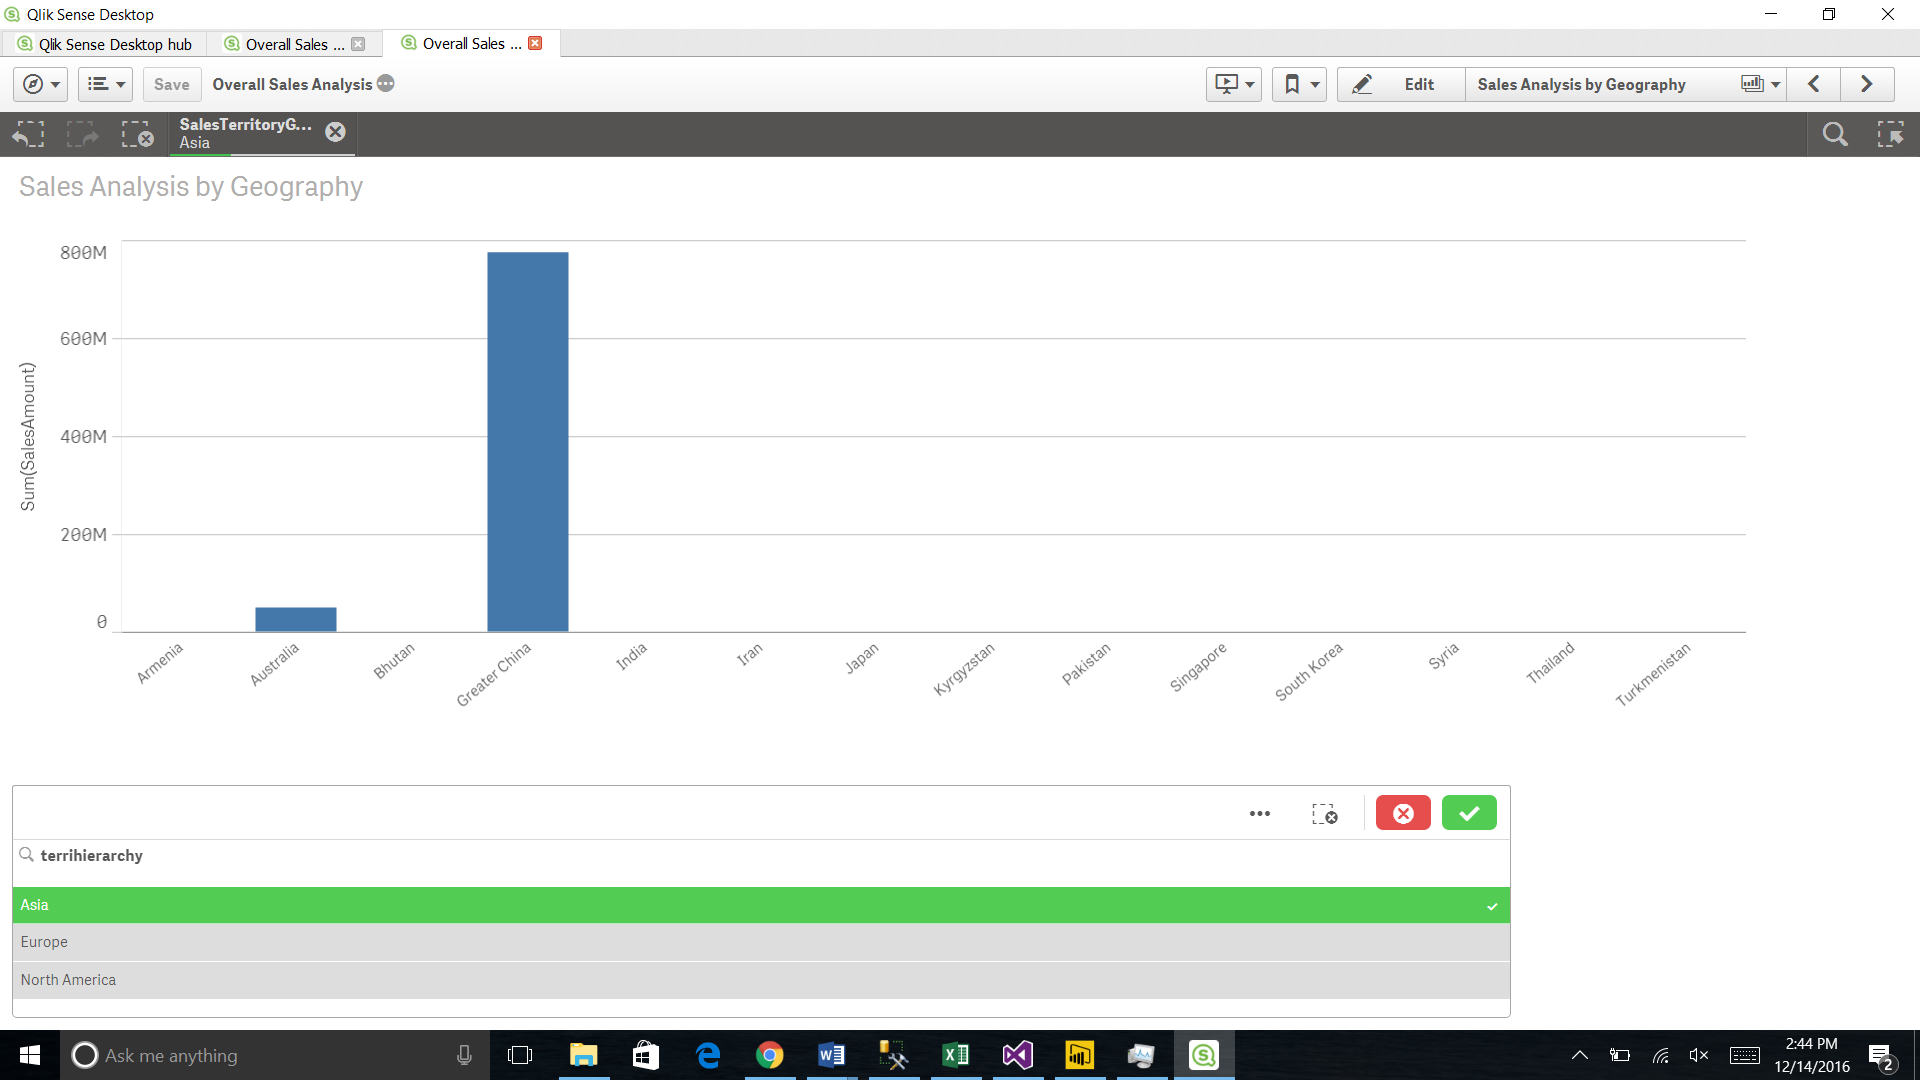 Qlik Sense Desktop
Qlik Sense Desktop hub
Overall Sales ...
Overall Sales ...
Save
Overall Sales Analysis
Edit
Sales Analysis by Geography
SalesTerritoryG...
Asia
Sales Analysis by Geography
Sum(SalesAmount)
800M
600M
400M
200M
0
Armenia
Australia
Bhutan
Greater China
India
Iran
Japan
Kyrgyzstan
Pakistan
Singapore
South Korea
Syria
Thailand
Turkmenistan
terrihierarchy
Asia
Europe
North America
Ask me anything
2:44 PM
12/14/2016
2